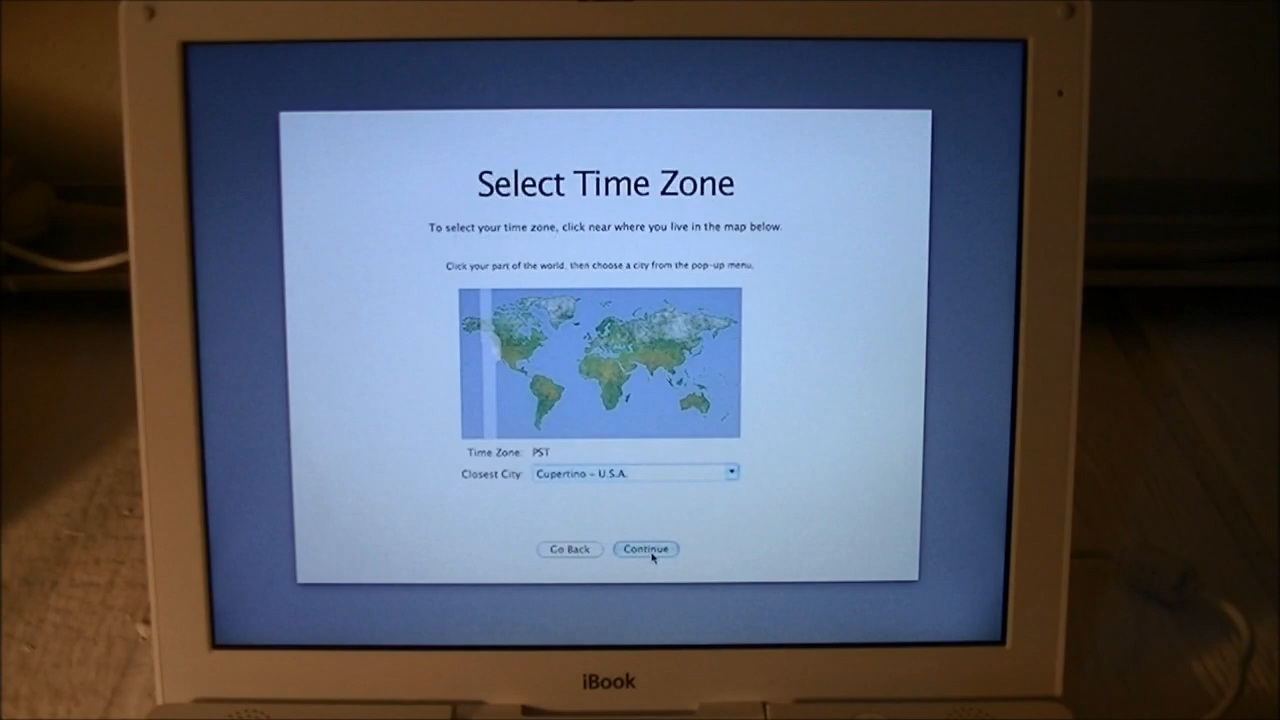 Select Time Zone
To select your time zone, click near where you live in the map below.
Click your part of the world, then choose a city from the pop-up menu.
Time Zone: PST
Closest City: Cupertino - U.S.A.
Go Back Continue
iBook